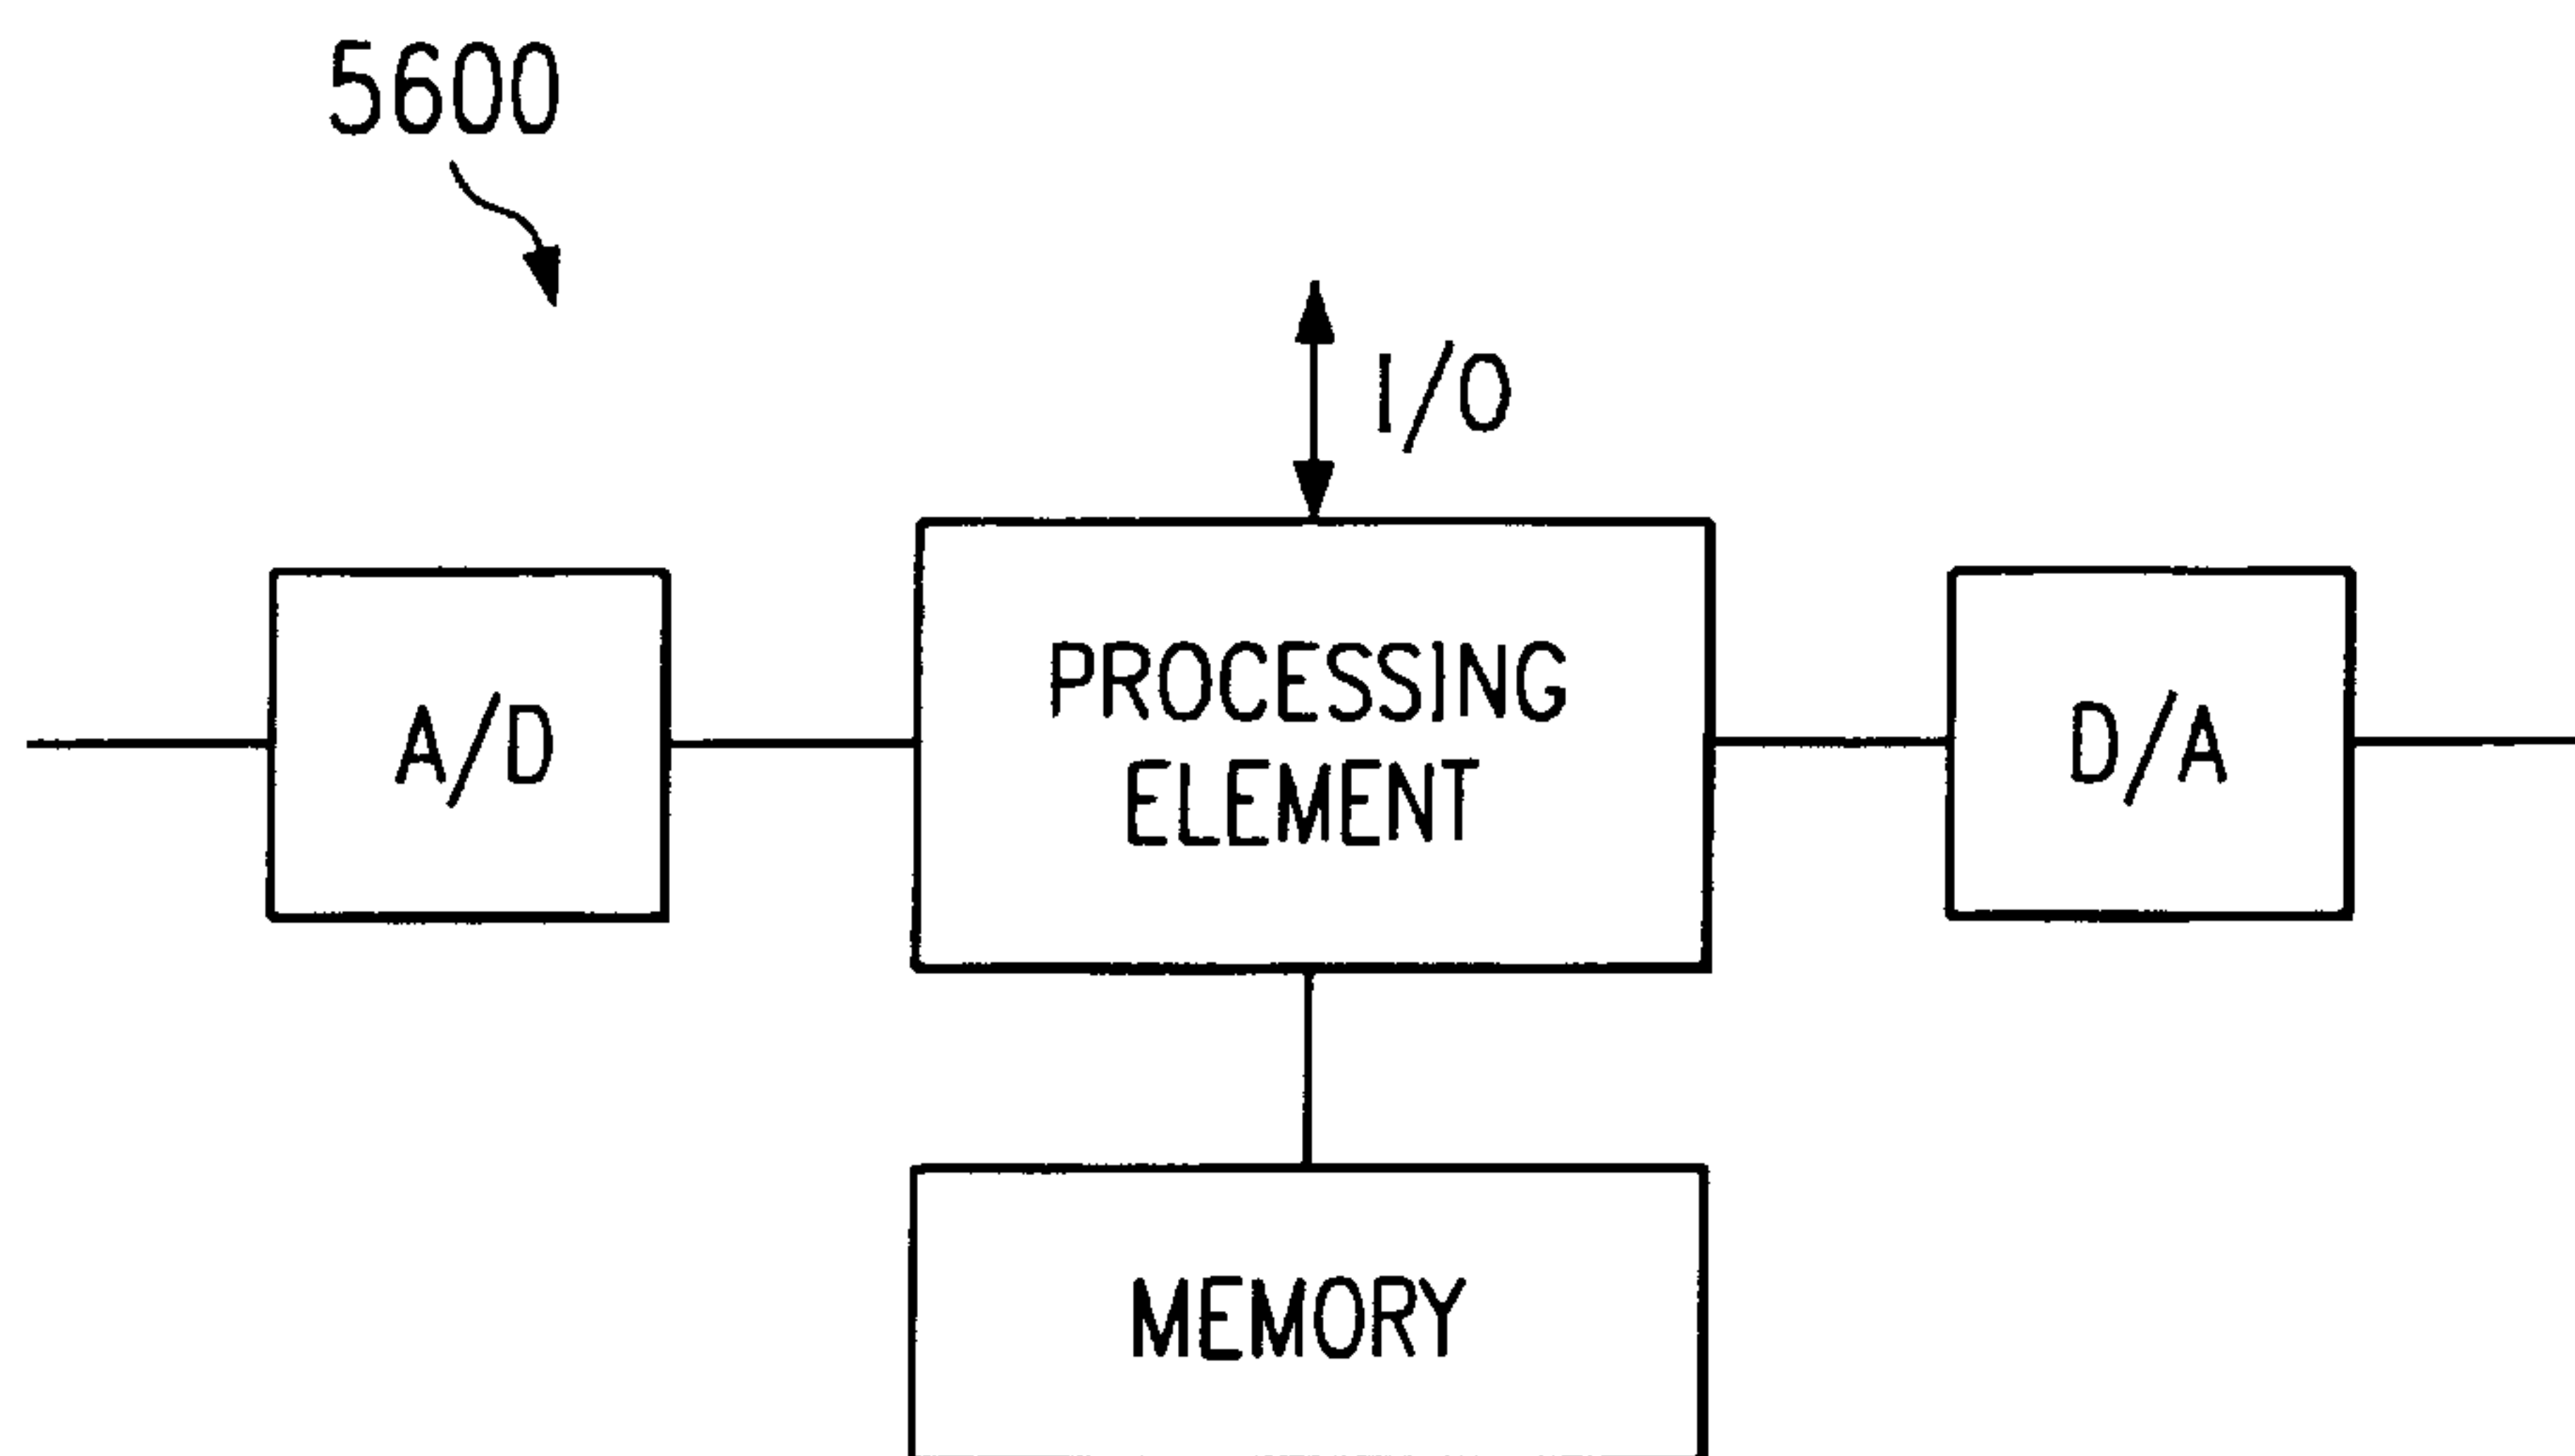 5600
I/O
A/D
PROCESSING
ELEMENT
D/A
MEMORY